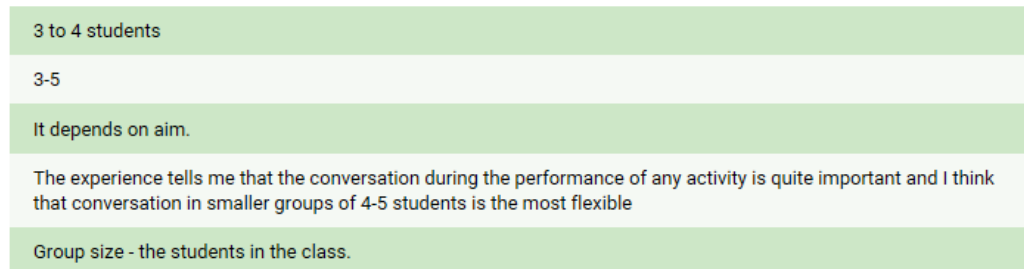 3 to 4 students
3-5
It depends on aim.
The experience tells me that the conversation during the performance of any activity is quite important and I think
that conversation in smaller groups of 4-5 students is the most flexible
Group size - the students in the class.